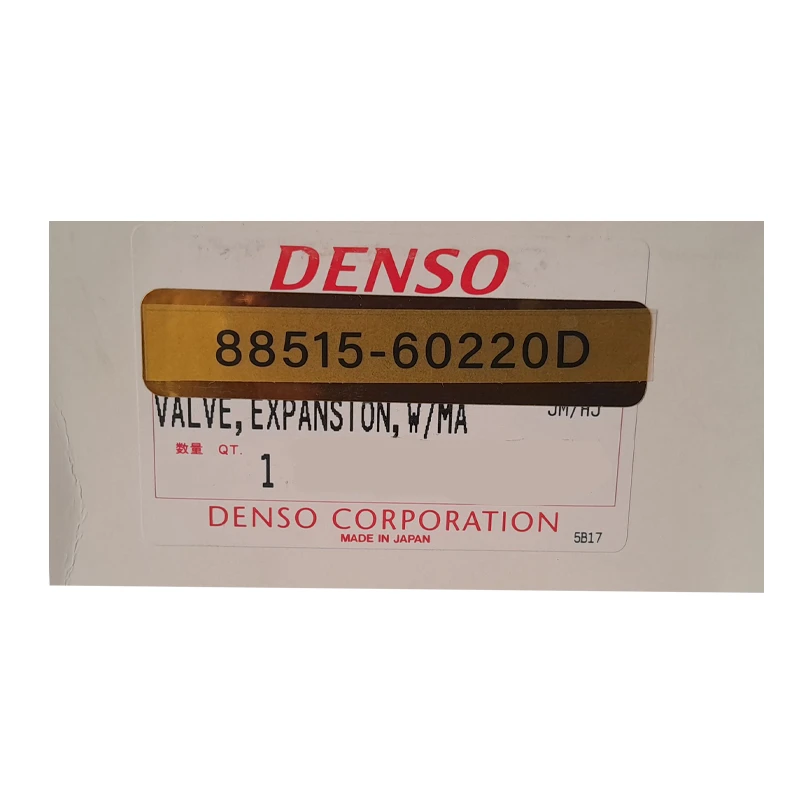 DENSO
88515-60220D
VALVE, EXPANSION, W/MA
数量 QT.
1
DENSO CORPORATION
MADE IN JAPAN
5B17